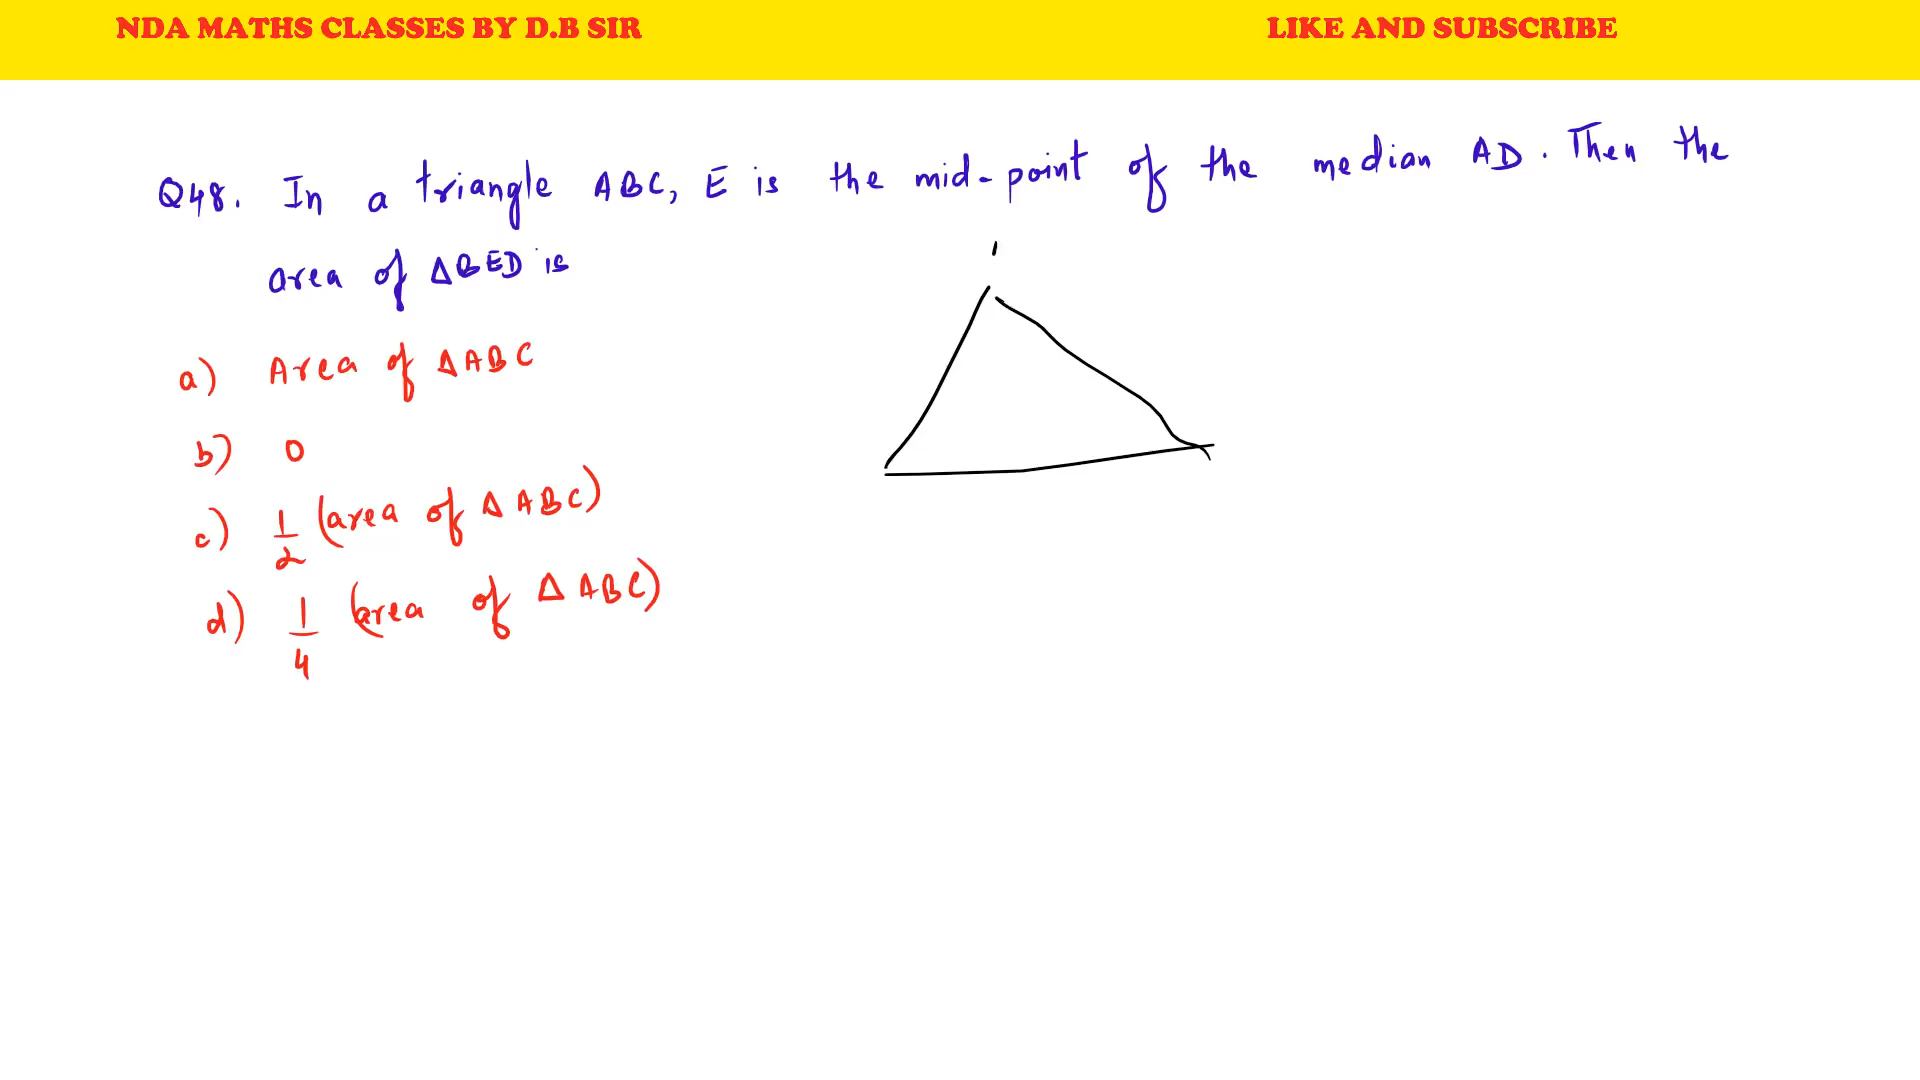 NDA MATHS CLASSES BY D.B SIR LIKE AND SUBSCRIBE
Q48. In a triangle ABC, E is the mid-point of the median AD. Then the
area of ΔBED is
a) Area of ΔABC
b) 0
c) 1/2 (area of Δ ABC)
d) 1/4 (area of Δ ABC)